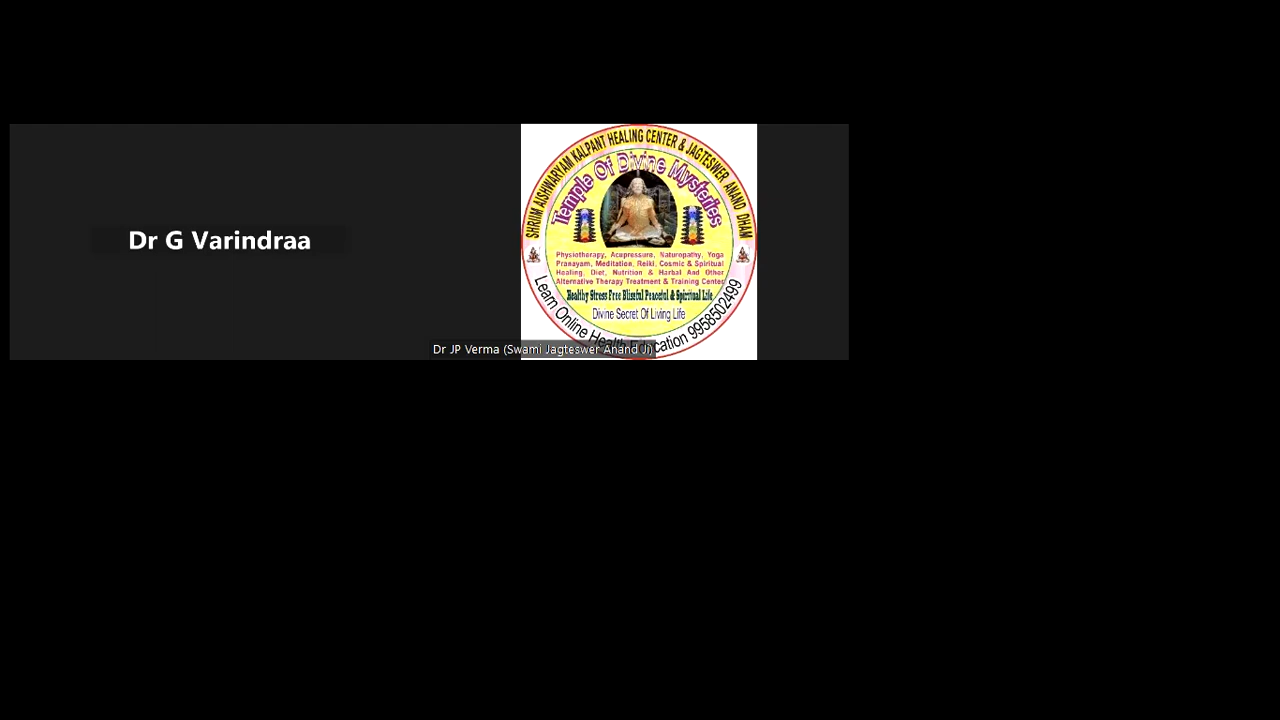 Dr G Varindraa
SHRIM AISHWARYAM KALPANT HEALING CENTER & JAGTESWER ANAND DHAM
Temple Of Divine Mysteries
Physiotherapy, Acupressure, Naturopathy, Yoga
Pranayam, Meditation, Reiki, Cosmic & Spiritual
Healing, Diet, Nutrition & Harbal And Other
Alternative Therapy Treatment & Training Center
Healthy Stress Free Blissful Peaceful & Spiritual Life
Divine Secret Of Living Life
Learn Online Health Education 9958502499
Dr JP Verma (Swami Jagteswer Anand Ji)